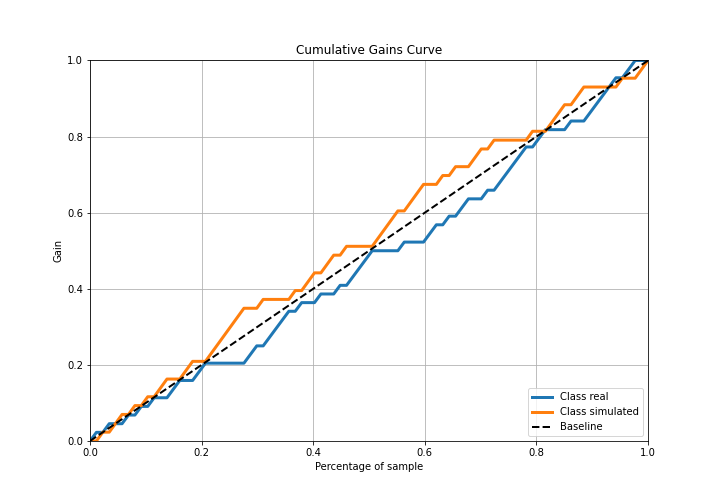 Cumulative Gains Curve
1.0
0.8
0.6
0.4
0.2
0.0
Gain
0.0 0.2 0.4 0.6 0.8 1.0
Percentage of sample
Class real
Class simulated
Baseline